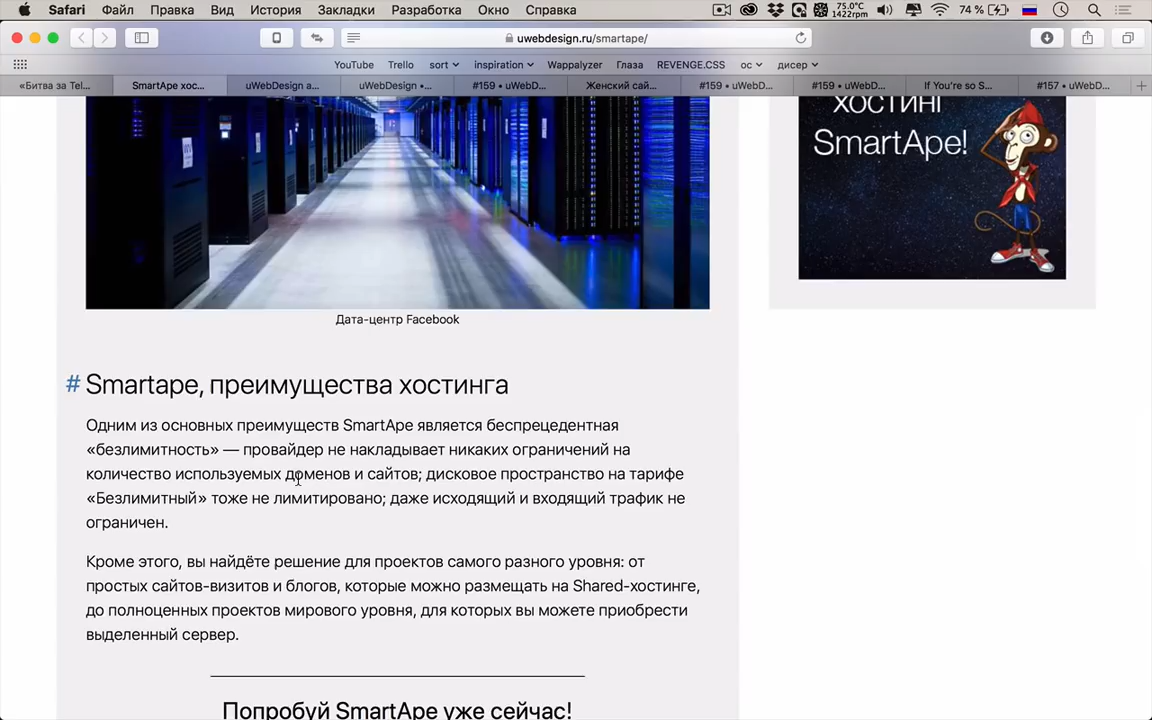 Safari Файл Правка Вид История Закладки Разработка Окно Справка 75.0°C 1422rpm 74 %
uwebdesign.ru/smartape/
YouTube Trello sort inspiration Wappalyzer Глаза REVENGE.CSS ос дисер
«Битва за Tel... SmartApe хос... uWebDesign а... uWebDesign •... #159 • uWebD... Женский сай... #159 • uWebD... #159 • uWebD... If You're so S... #157 • uWebD...
хостинг
SmartApe!
Дата-центр Facebook
# Smartape, преимущества хостинга
Одним из основных преимуществ SmartApe является беспрецедентная
«безлимитность» — провайдер не накладывает никаких ограничений на
количество используемых доменов и сайтов; дисковое пространство на тарифе
«Безлимитный» тоже не лимитировано; даже исходящий и входящий трафик не
ограничен.
Кроме этого, вы найдёте решение для проектов самого разного уровня: от
простых сайтов-визитов и блогов, которые можно размещать на Shared-хостинге,
до полноценных проектов мирового уровня, для которых вы можете приобрести
выделенный сервер.
Попробуй SmartApe уже сейчас!